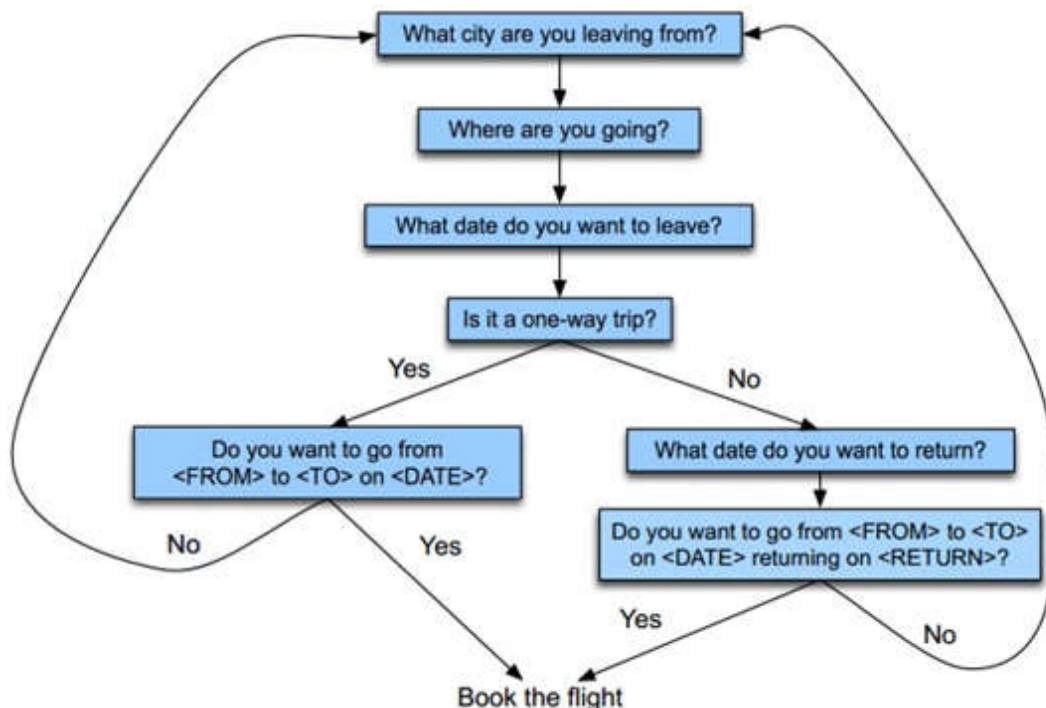 What city are you leaving from?
Where are you going?
What date do you want to leave?
Is it a one-way trip?
Yes
No
Do you want to go from
<FROM> to <TO> on <DATE>?
What date do you want to return?
Do you want to go from <FROM> to <TO>
on <DATE> returning on <RETURN>?
No
Yes
Yes
No
Book the flight